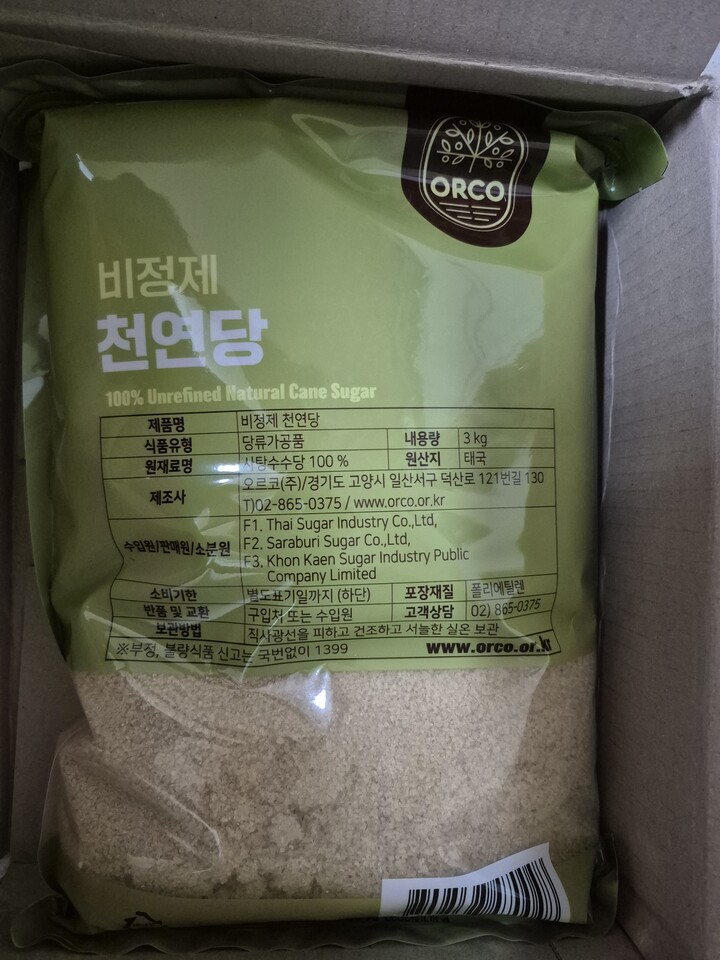 ORCO
비정제
천연당
100% Unrefined Natural Cane Sugar
제품명 비정제 천연당
식품유형 당류가공품 내용량 3 kg
원재료명 사탕수수당 100 % 원산지 태국
제조사 오르코(주)/경기도 고양시 일산서구 덕산로 121번길 130
T)02-865-0375 / www.orco.or.kr
수입원/판매원/소분원 F1. Thai Sugar Industry Co.,Ltd,
F2. Saraburi Sugar Co.,Ltd,
F3. Khon Kaen Sugar Industry Public
Company Limited
소비기한 별도표기일까지 (하단) 포장재질 폴리에틸렌
반품 및 교환 구입처 또는 수입원 고객상담 02) 865-0375
보관방법 직사광선을 피하고 건조하고 서늘한 실온 보관
※부정, 불량식품 신고는 국번없이 1399 www.orco.or.kr